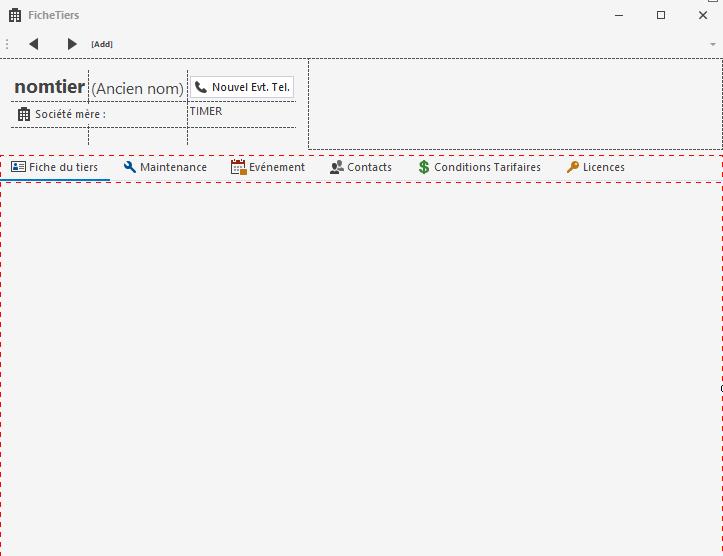 FicheTiers
[Add]
nomtier (Ancien nom) Nouvel Evt. Tel.
Société mère : TIMER
Fiche du tiers Maintenance Evénement Contacts Conditions Tarifaires Licences